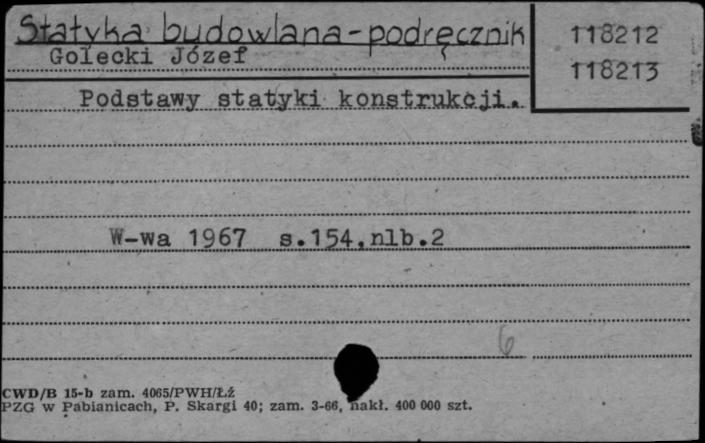 Statyka budowlana-podręcznik
118212
Golecki Józef
118213
Podstawy statyki konstrukcji.
W-wa 1967 s.154,nlb.2
6
CWD/B 15-b zam. 4065/PWH/Łź
PZG w Pabianicach, P. Skargi 40; zam. 3-66, nakł. 400 000 szt.